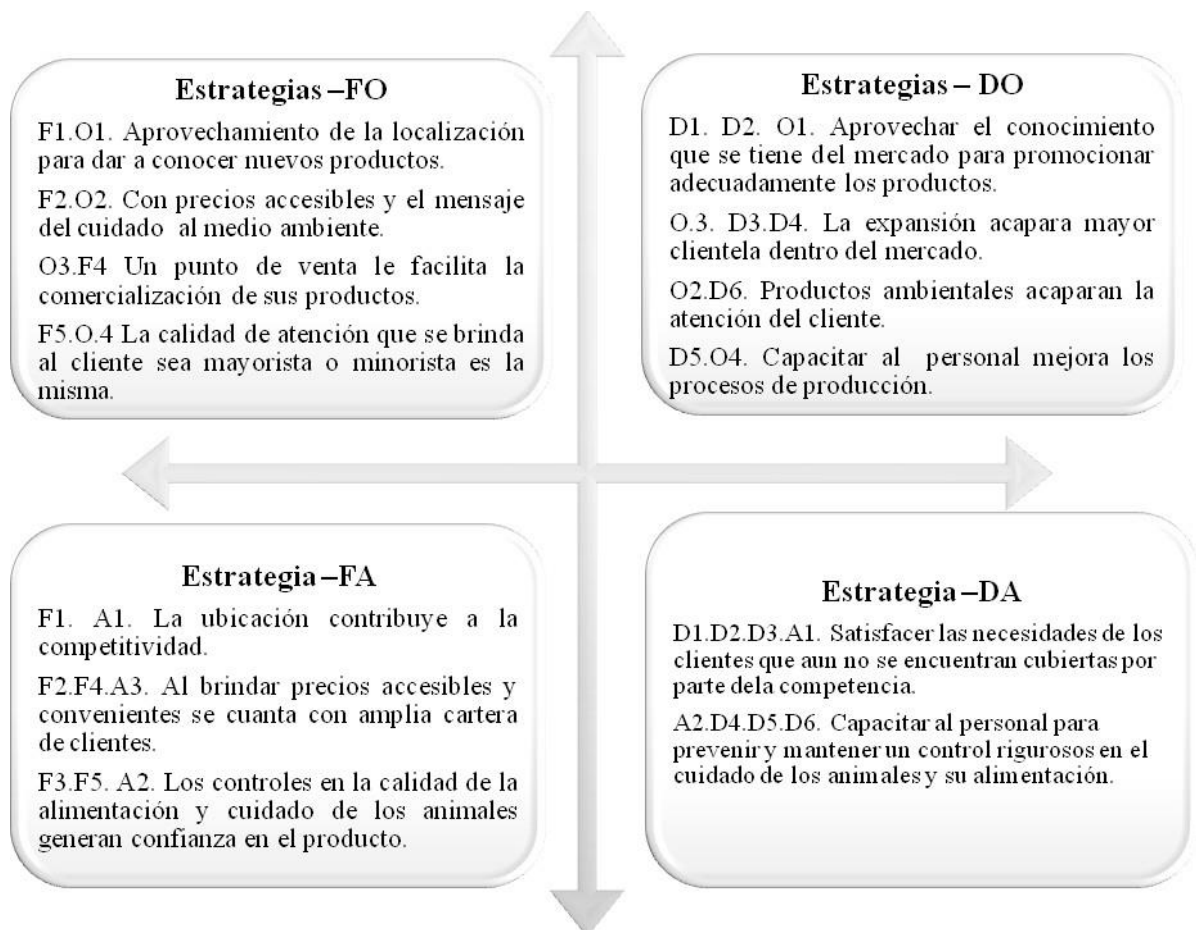 Estrategias –FO
F1.O1. Aprovechamiento de la localización
para dar a conocer nuevos productos.
F2.O2. Con precios accesibles y el mensaje
del cuidado al medio ambiente.
O3.F4 Un punto de venta le facilita la
comercialización de sus productos.
F5.O.4 La calidad de atención que se brinda
al cliente sea mayorista o minorista es la
misma.
Estrategias – DO
D1. D2. O1. Aprovechar el conocimiento
que se tiene del mercado para promocionar
adecuadamente los productos.
O.3. D3.D4. La expansión acapara mayor
clientela dentro del mercado.
O2.D6. Productos ambientales acaparan la
atención del cliente.
D5.O4. Capacitar al personal mejora los
procesos de producción.
Estrategia –FA
F1. A1. La ubicación contribuye a la
competitividad.
F2.F4.A3. Al brindar precios accesibles y
convenientes se cuanta con amplia cartera
de clientes.
F3.F5. A2. Los controles en la calidad de la
alimentación y cuidado de los animales
generan confianza en el producto.
Estrategia –DA
D1.D2.D3.A1. Satisfacer las necesidades de los
clientes que aun no se encuentran cubiertas por
parte dela competencia.
A2.D4.D5.D6. Capacitar al personal para
prevenir y mantener un control rigurosos en el
cuidado de los animales y su alimentación.